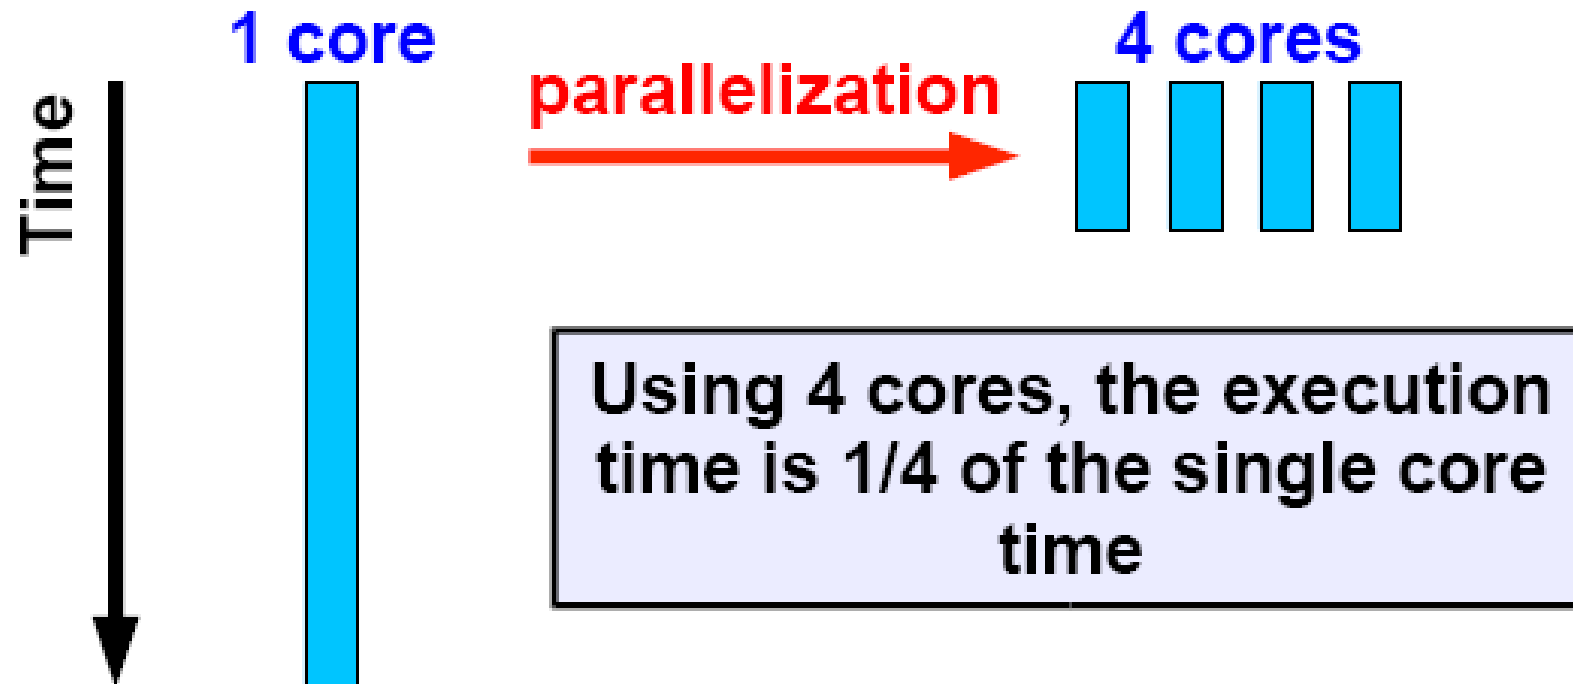 1 core
4 cores
parallelization
Time
Using 4 cores, the execution
time is 1/4 of the single core
time